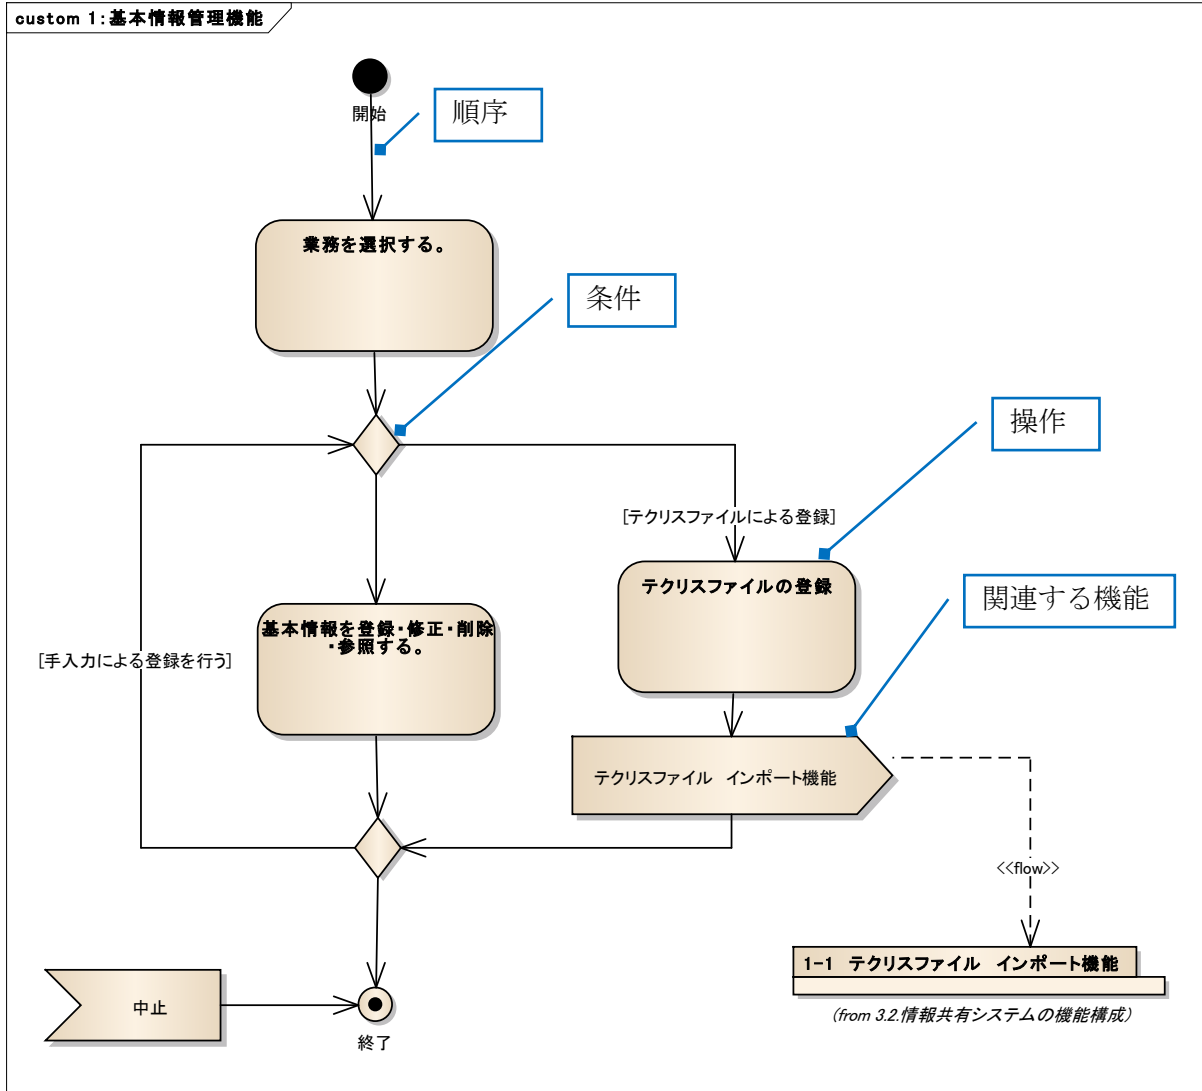 custom 1:基本情報管理機能
開始
順序
業務を選択する。
条件
操作
[テクリスファイルによる登録]
テクリスファイルの登録
関連する機能
基本情報を登録・修正・削除
・参照する。
[手入力による登録を行う]
テクリスファイル　インポート機能
<<flow>>
1-1　テクリスファイル　インポート機能
(from 3.2.情報共有システムの機能構成)
中止
終了